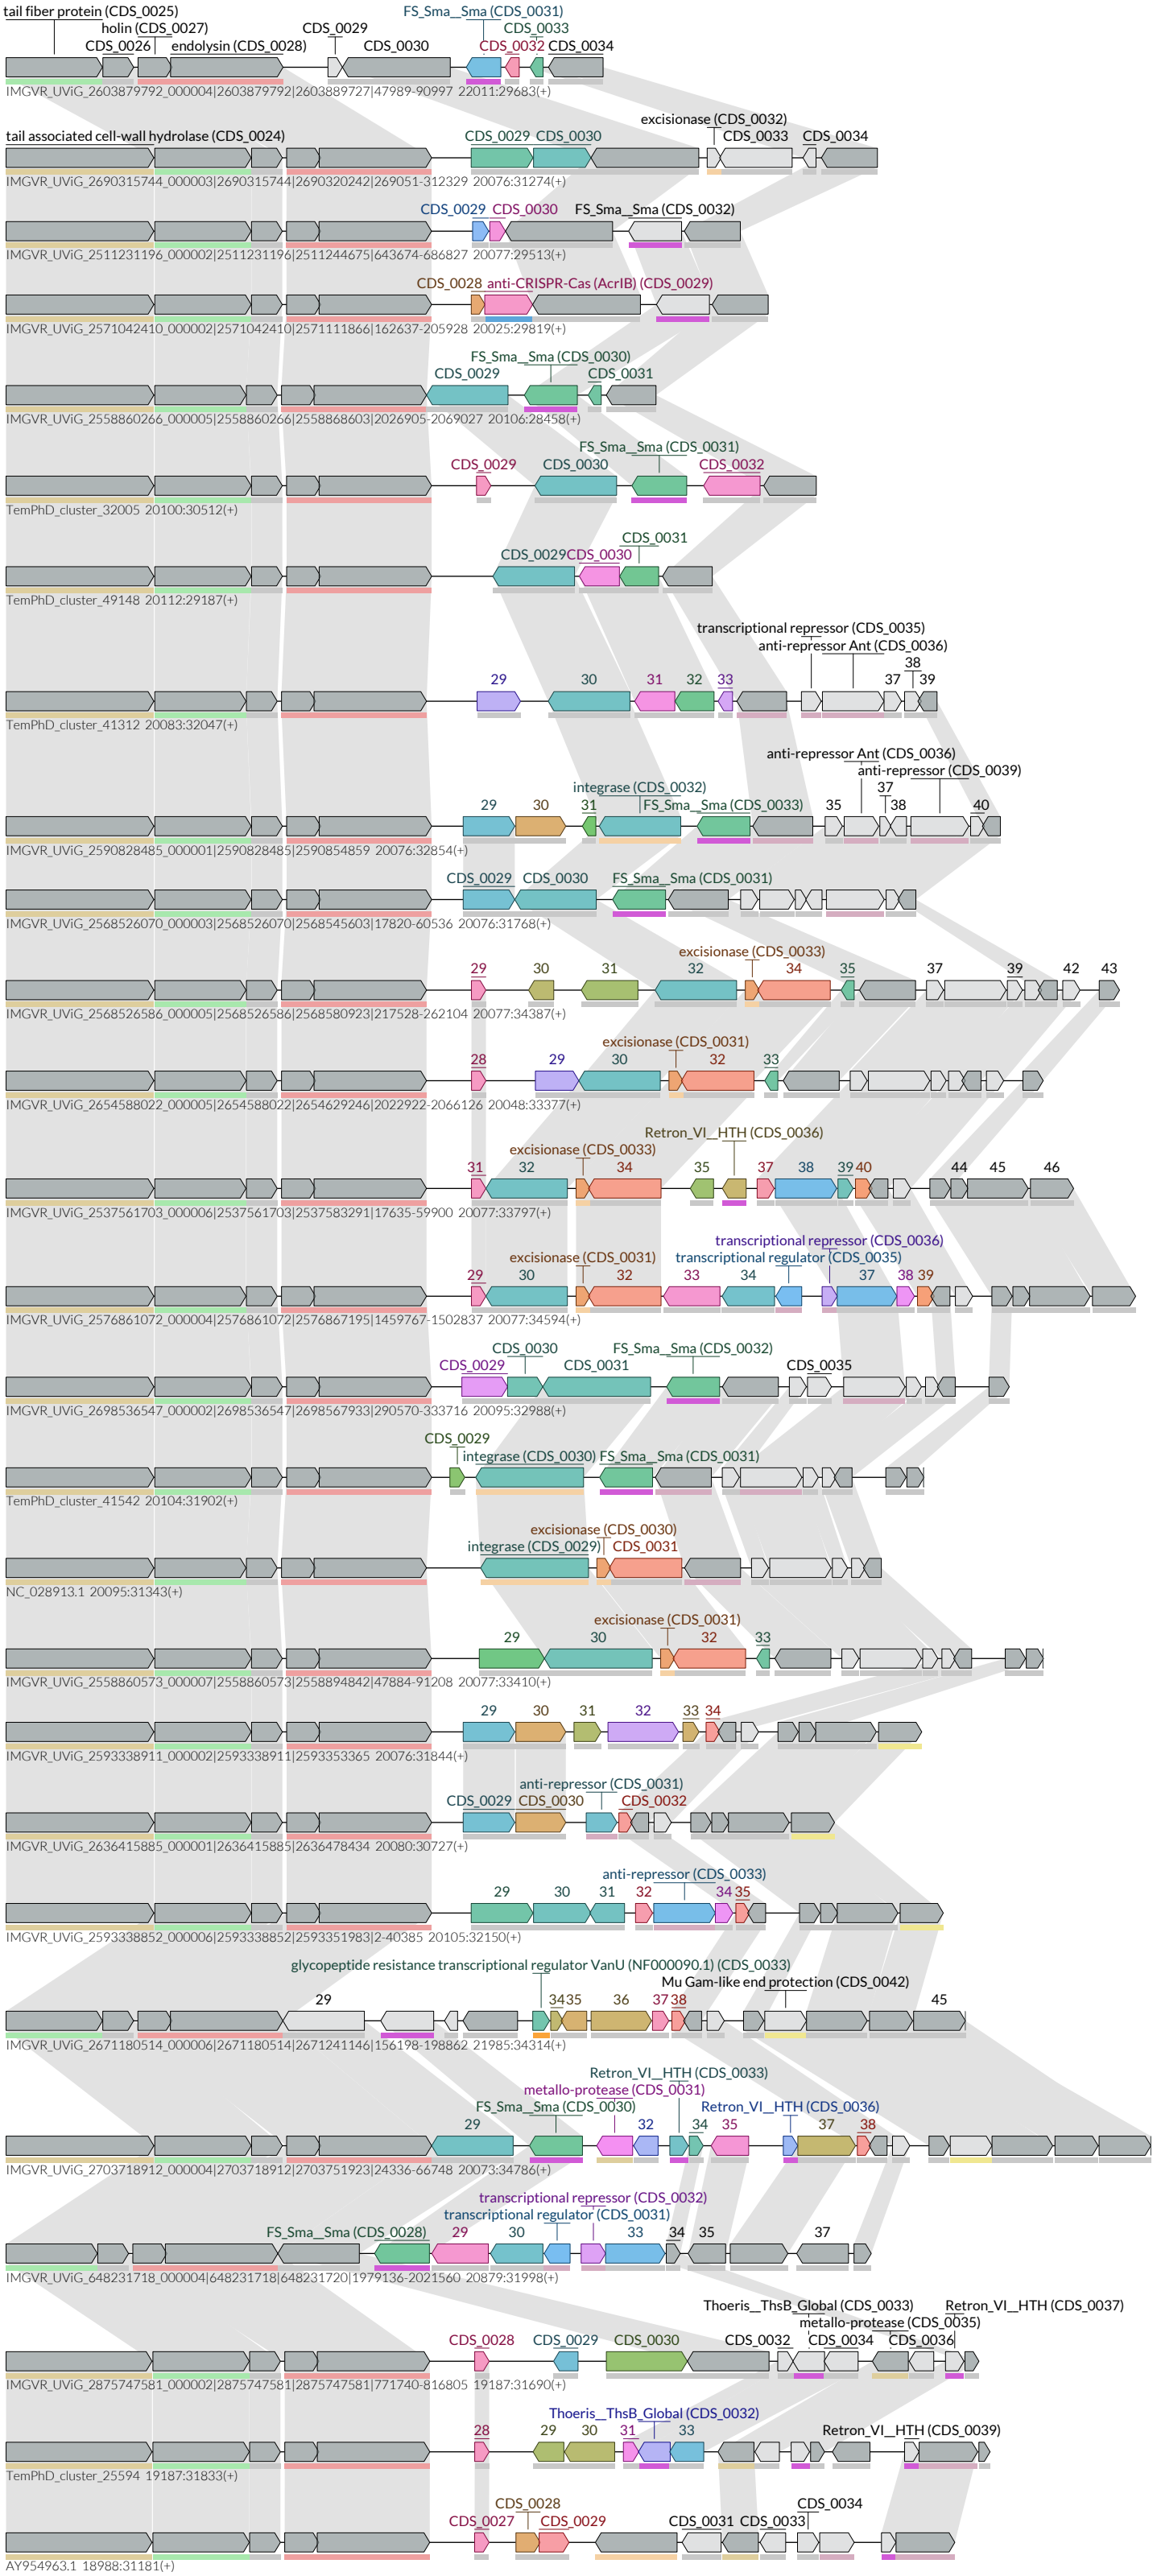 tail fiber protein (CDS_0025)
FS_Sma__Sma (CDS_0031)
holin (CDS_0027) CDS_0029 CDS_0033
CDS_0026 endolysin (CDS_0028) CDS_0030 CDS_0032 CDS_0034
IMGVR_UViG_2603879792_000004|2603879792|2603889727|47989-90997 22011:29683(+)
excisionase (CDS_0032)
tail associated cell-wall hydrolase (CDS_0024) CDS_0029 CDS_0030 CDS_0033 CDS_0034
IMGVR_UViG_2690315744_000003|2690315744|2690320242|269051-312329 20076:31274(+)
CDS_0029 CDS_0030 FS_Sma__Sma (CDS_0032)
IMGVR_UViG_2511231196_000002|2511231196|2511244675|643674-686827 20077:29513(+)
CDS_0028 anti-CRISPR-Cas (AcrIB) (CDS_0029)
IMGVR_UViG_2571042410_000002|2571042410|2571111866|162637-205928 20025:29819(+)
FS_Sma__Sma (CDS_0030)
CDS_0029 CDS_0031
IMGVR_UViG_2558860266_000005|2558860266|2558868603|2026905-2069027 20106:28458(+)
FS_Sma__Sma (CDS_0031)
CDS_0029 CDS_0030 CDS_0032
TemPhD_cluster_32005 20100:30512(+)
CDS_0031
CDS_0029 CDS_0030
TemPhD_cluster_49148 20112:29187(+)
transcriptional repressor (CDS_0035)
anti-repressor Ant (CDS_0036)
38
29 30 31 32 33 37 39
TemPhD_cluster_41312 20083:32047(+)
anti-repressor Ant (CDS_0036)
anti-repressor (CDS_0039)
integrase (CDS_0032) 37
29 30 31 FS_Sma__Sma (CDS_0033) 35 38 40
IMGVR_UViG_2590828485_000001|2590828485|2590854859 20076:32854(+)
CDS_0029 CDS_0030 FS_Sma__Sma (CDS_0031)
IMGVR_UViG_2568526070_000003|2568526070|2568545603|17820-60536 20076:31768(+)
excisionase (CDS_0033)
29 30 31 32 34 35 37 39 42 43
IMGVR_UViG_2568526586_000005|2568526586|2568580923|217528-262104 20077:34387(+)
excisionase (CDS_0031)
28 29 30 32 33
IMGVR_UViG_2654588022_000005|2654588022|2654629246|2022922-2066126 20048:33377(+)
Retron_VI__HTH (CDS_0036)
excisionase (CDS_0033)
31 32 34 35 37 38 39 40 44 45 46
IMGVR_UViG_2537561703_000006|2537561703|2537583291|17635-59900 20077:33797(+)
transcriptional repressor (CDS_0036)
excisionase (CDS_0031) transcriptional regulator (CDS_0035)
29 30 32 33 34 37 38 39
IMGVR_UViG_2576861072_000004|2576861072|2576867195|1459767-1502837 20077:34594(+)
CDS_0030 FS_Sma__Sma (CDS_0032)
CDS_0029 CDS_0031 CDS_0035
IMGVR_UViG_2698536547_000002|2698536547|2698567933|290570-333716 20095:32988(+)
CDS_0029
integrase (CDS_0030) FS_Sma__Sma (CDS_0031)
TemPhD_cluster_41542 20104:31902(+)
excisionase (CDS_0030)
integrase (CDS_0029) CDS_0031
NC_028913.1 20095:31343(+)
excisionase (CDS_0031)
29 30 32 33
IMGVR_UViG_2558860573_000007|2558860573|2558894842|47884-91208 20077:33410(+)
29 30 31 32 33 34
IMGVR_UViG_2593338911_000002|2593338911|2593353365 20076:31844(+)
anti-repressor (CDS_0031)
CDS_0029 CDS_0030 CDS_0032
IMGVR_UViG_2636415885_000001|2636415885|2636478434 20080:30727(+)
anti-repressor (CDS_0033)
29 30 31 32 34 35
IMGVR_UViG_2593338852_000006|2593338852|2593351983|2-40385 20105:32150(+)
glycopeptide resistance transcriptional regulator VanU (NF000090.1) (CDS_0033)
Mu Gam-like end protection (CDS_0042)
29 34 35 36 37 38 45
IMGVR_UViG_2671180514_000006|2671180514|2671241146|156198-198862 21985:34314(+)
Retron_VI__HTH (CDS_0033)
metallo-protease (CDS_0031)
FS_Sma__Sma (CDS_0030) Retron_VI__HTH (CDS_0036)
29 32 34 35 37 38
IMGVR_UViG_2703718912_000004|2703718912|2703751923|24336-66748 20073:34786(+)
transcriptional repressor (CDS_0032)
transcriptional regulator (CDS_0031)
FS_Sma__Sma (CDS_0028) 29 30 33 34 35 37
IMGVR_UViG_648231718_000004|648231718|648231720|1979136-2021560 20879:31998(+)
Thoeris__ThsB_Global (CDS_0033) Retron_VI__HTH (CDS_0037)
metallo-protease (CDS_0035)
CDS_0028 CDS_0029 CDS_0030 CDS_0032 CDS_0034 CDS_0036
IMGVR_UViG_2875747581_000002|2875747581|2875747581|771740-816805 19187:31690(+)
Thoeris__ThsB_Global (CDS_0032)
28 29 30 31 33 Retron_VI__HTH (CDS_0039)
TemPhD_cluster_25594 19187:31833(+)
CDS_0028 CDS_0034
CDS_0027 CDS_0029 CDS_0031 CDS_0033
AY954963.1 18988:31181(+)